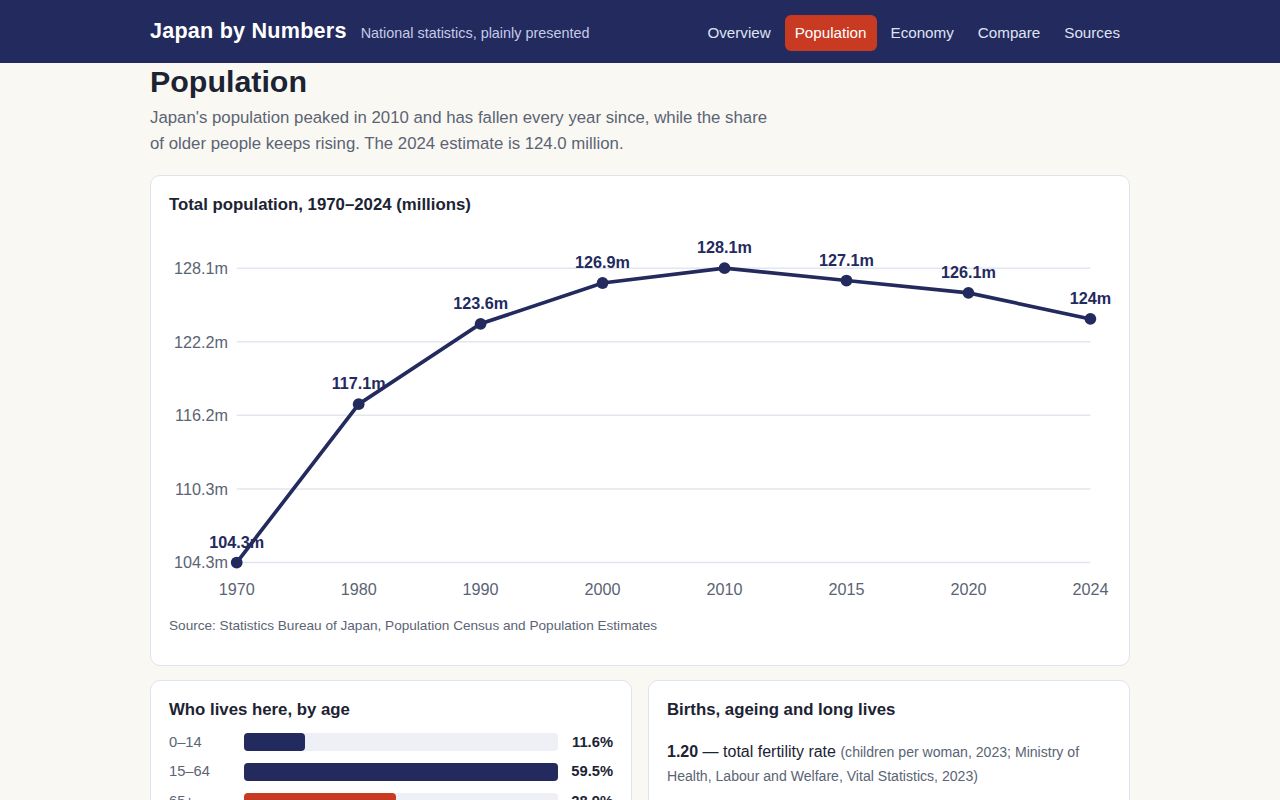 Japan by Numbers National statistics, plainly presented Overview Population Economy Compare Sources
Population
Japan's population peaked in 2010 and has fallen every year since, while the share
of older people keeps rising. The 2024 estimate is 124.0 million.
Total population, 1970–2024 (millions)
128.1m
122.2m
116.2m
110.3m
104.3m
104.3m
117.1m
123.6m
126.9m
128.1m
127.1m
126.1m
124m
1970 1980 1990 2000 2010 2015 2020 2024
Source: Statistics Bureau of Japan, Population Census and Population Estimates
Who lives here, by age
0–14 11.6%
15–64 59.5%
65+ 28.9%
Births, ageing and long lives
1.20 — total fertility rate (children per woman, 2023; Ministry of
Health, Labour and Welfare, Vital Statistics, 2023)